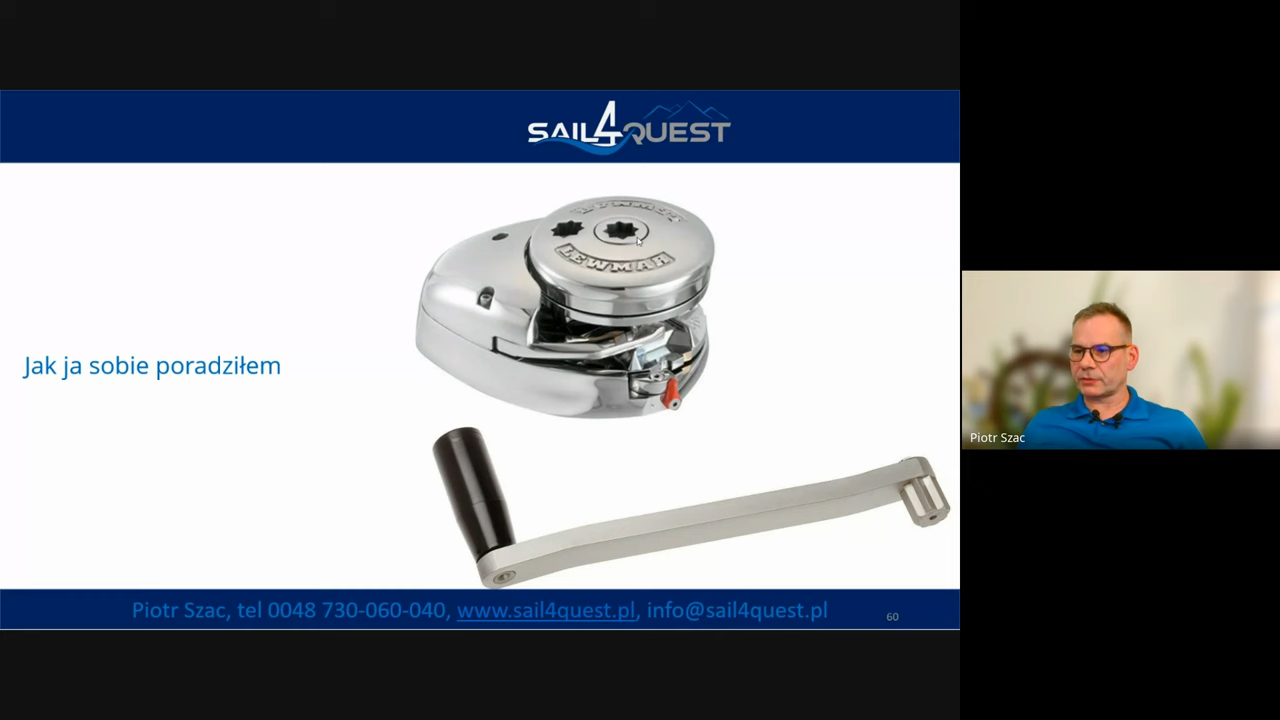 SAIL4QUEST
LEWMAR
LEWMAR
Jak ja sobie poradziłem
Piotr Szac
Piotr Szac, tel 0048 730-060-040, www.sail4quest.pl, info@sail4quest.pl
60